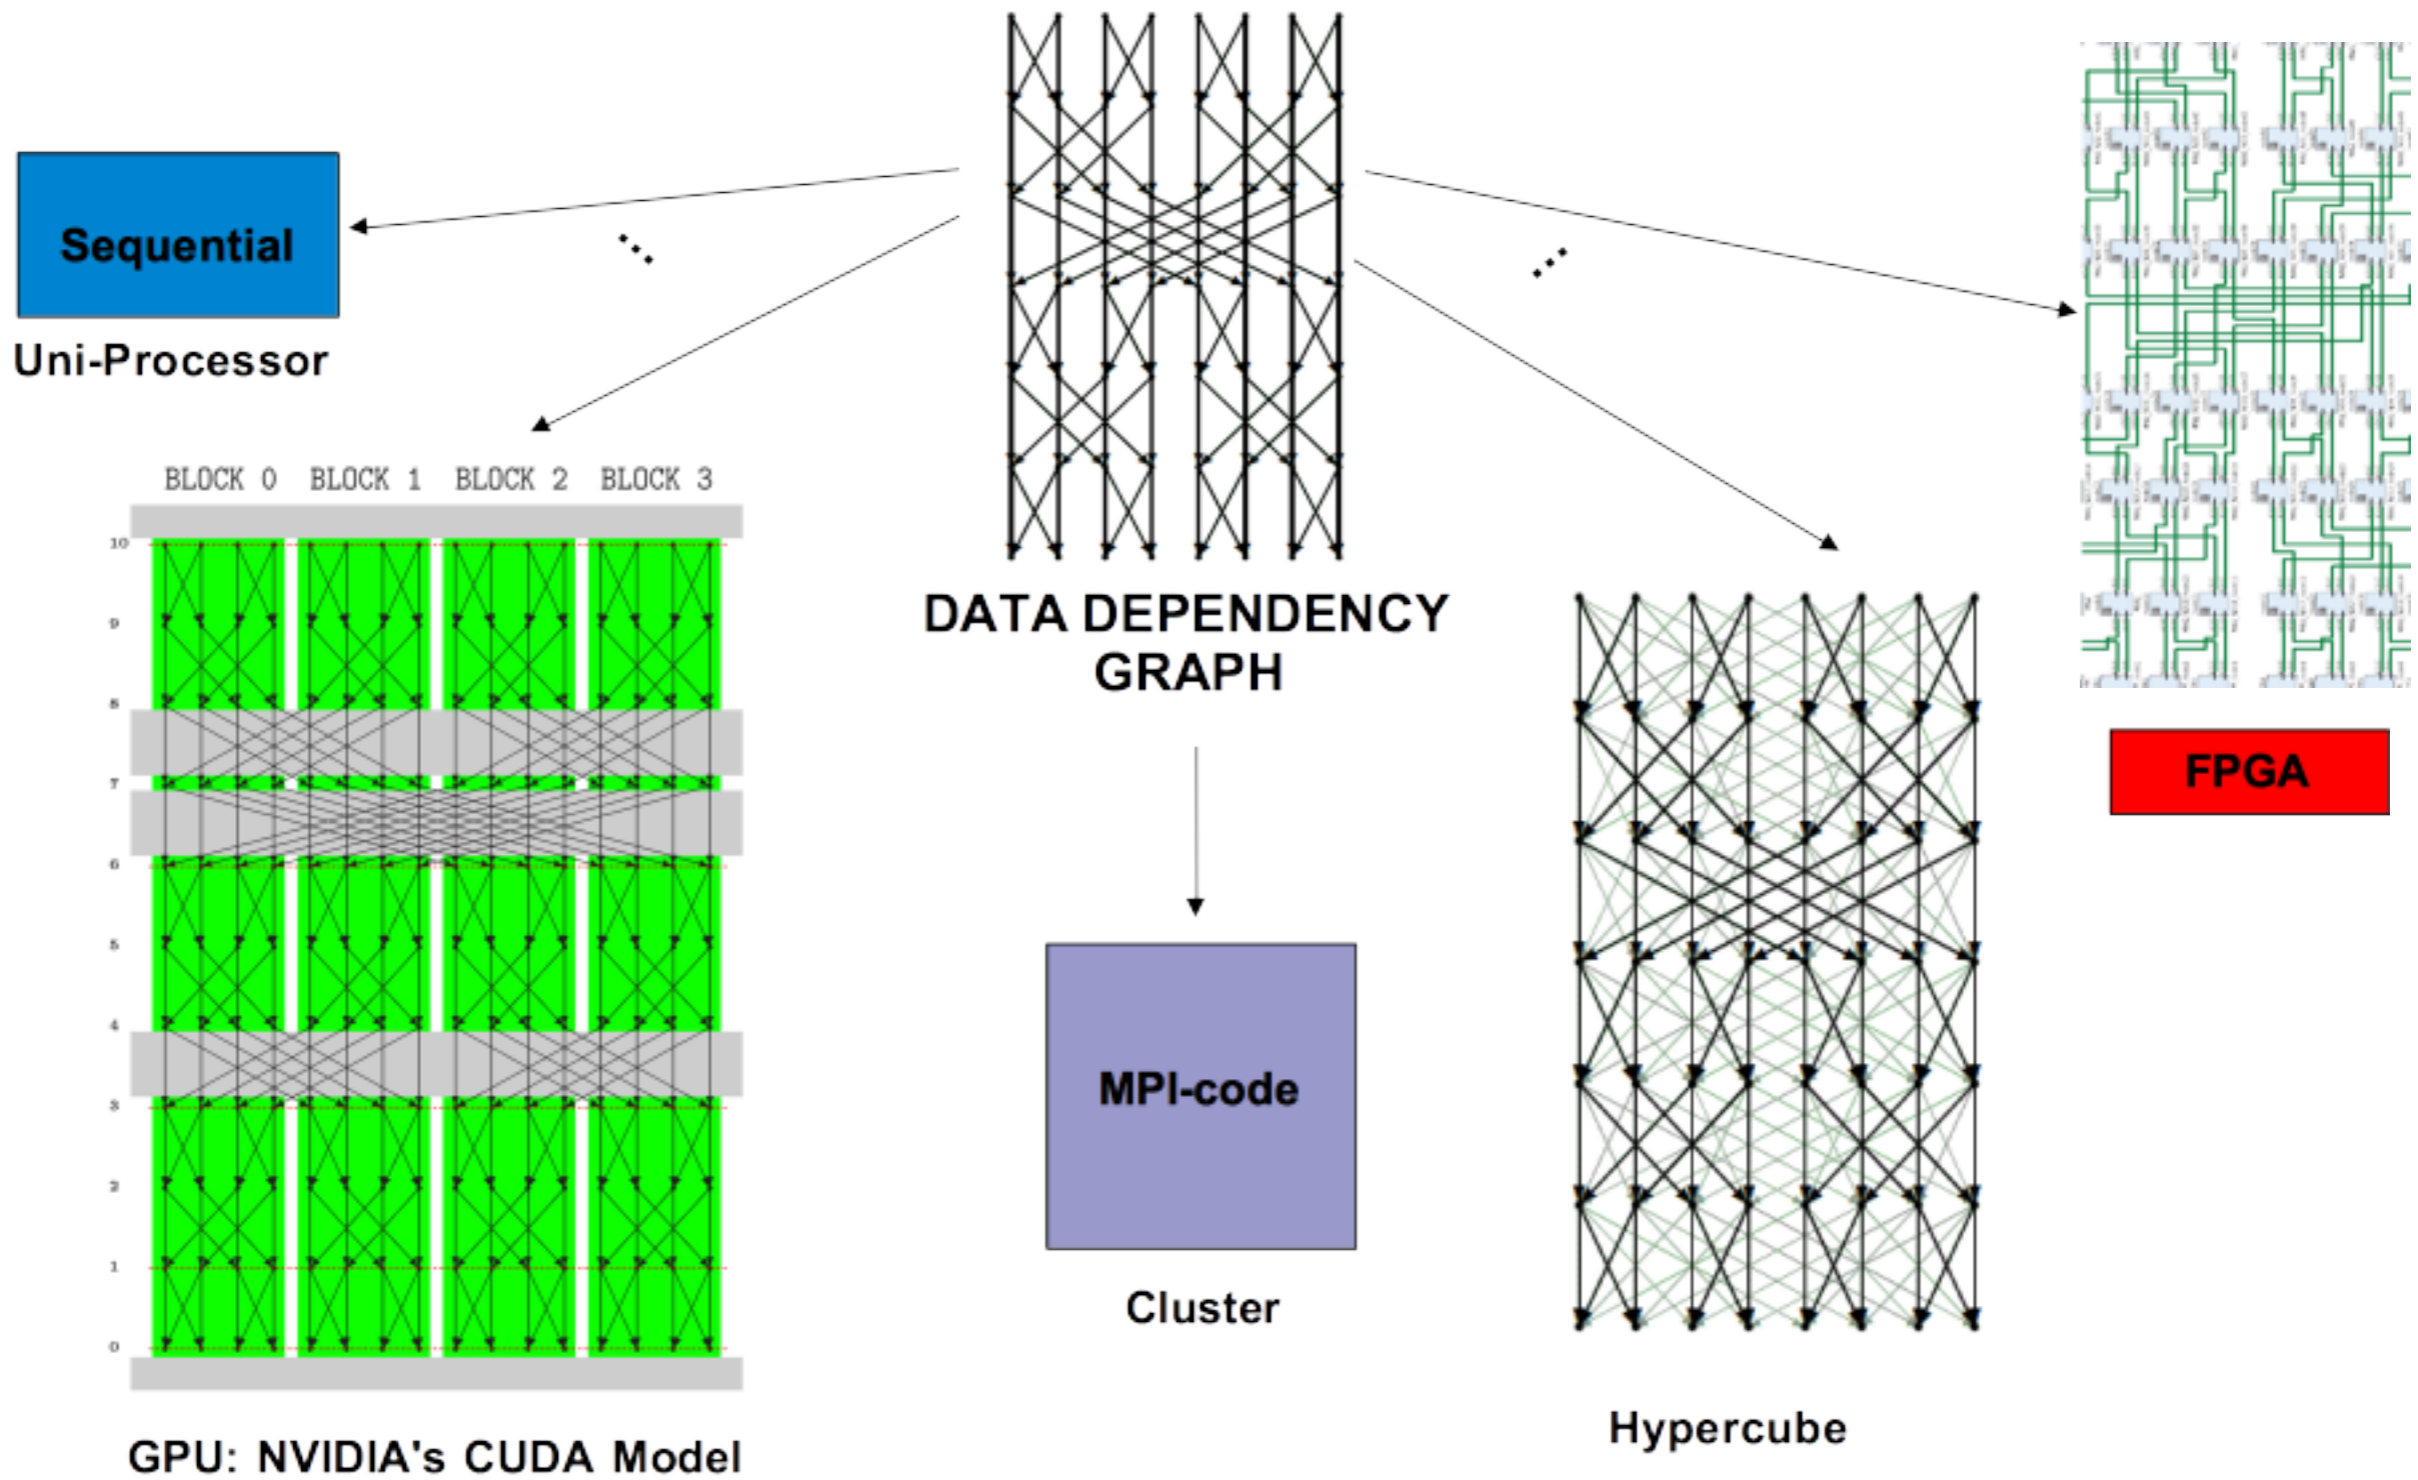 Sequential
Uni-Processor
BLOCK 0 BLOCK 1 BLOCK 2 BLOCK 3
10
9
8
7
6
5
4
3
2
1
0
GPU: NVIDIA's CUDA Model
DATA DEPENDENCY
GRAPH
MPI-code
Cluster
Hypercube
FPGA